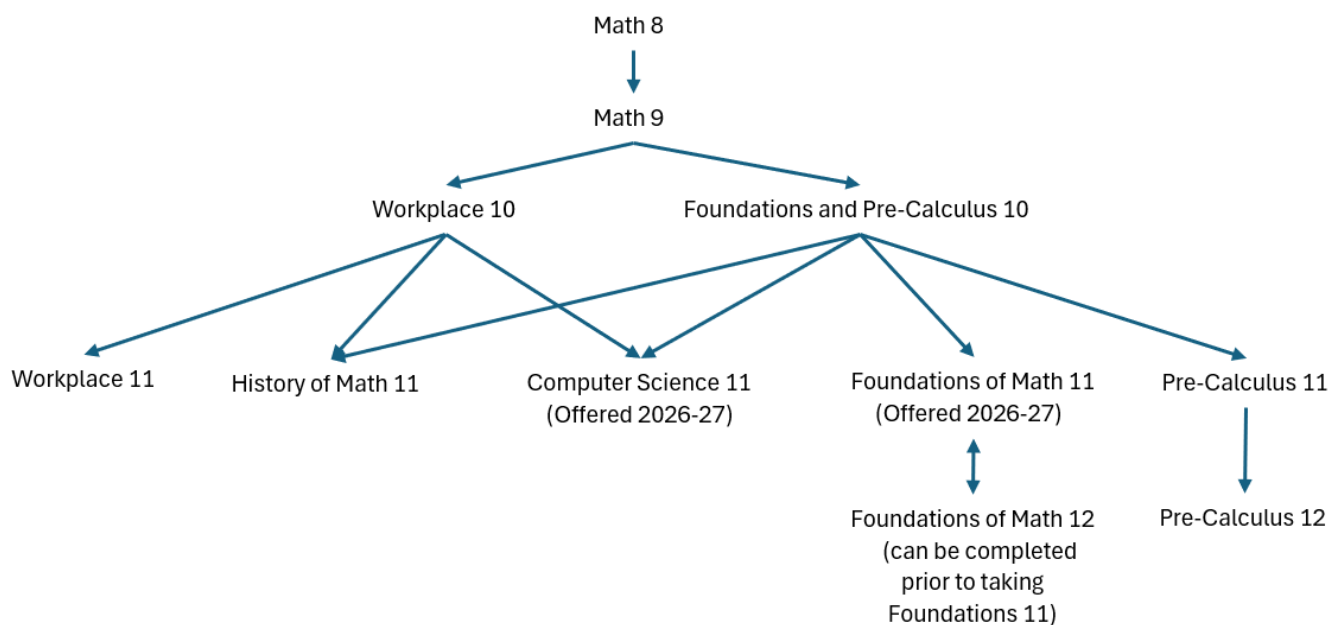 Math 8
Math 9
Workplace 10
Foundations and Pre-Calculus 10
Workplace 11
History of Math 11
Computer Science 11
(Offered 2026-27)
Foundations of Math 11
(Offered 2026-27)
Pre-Calculus 11
Foundations of Math 12
(can be completed
prior to taking
Foundations 11)
Pre-Calculus 12